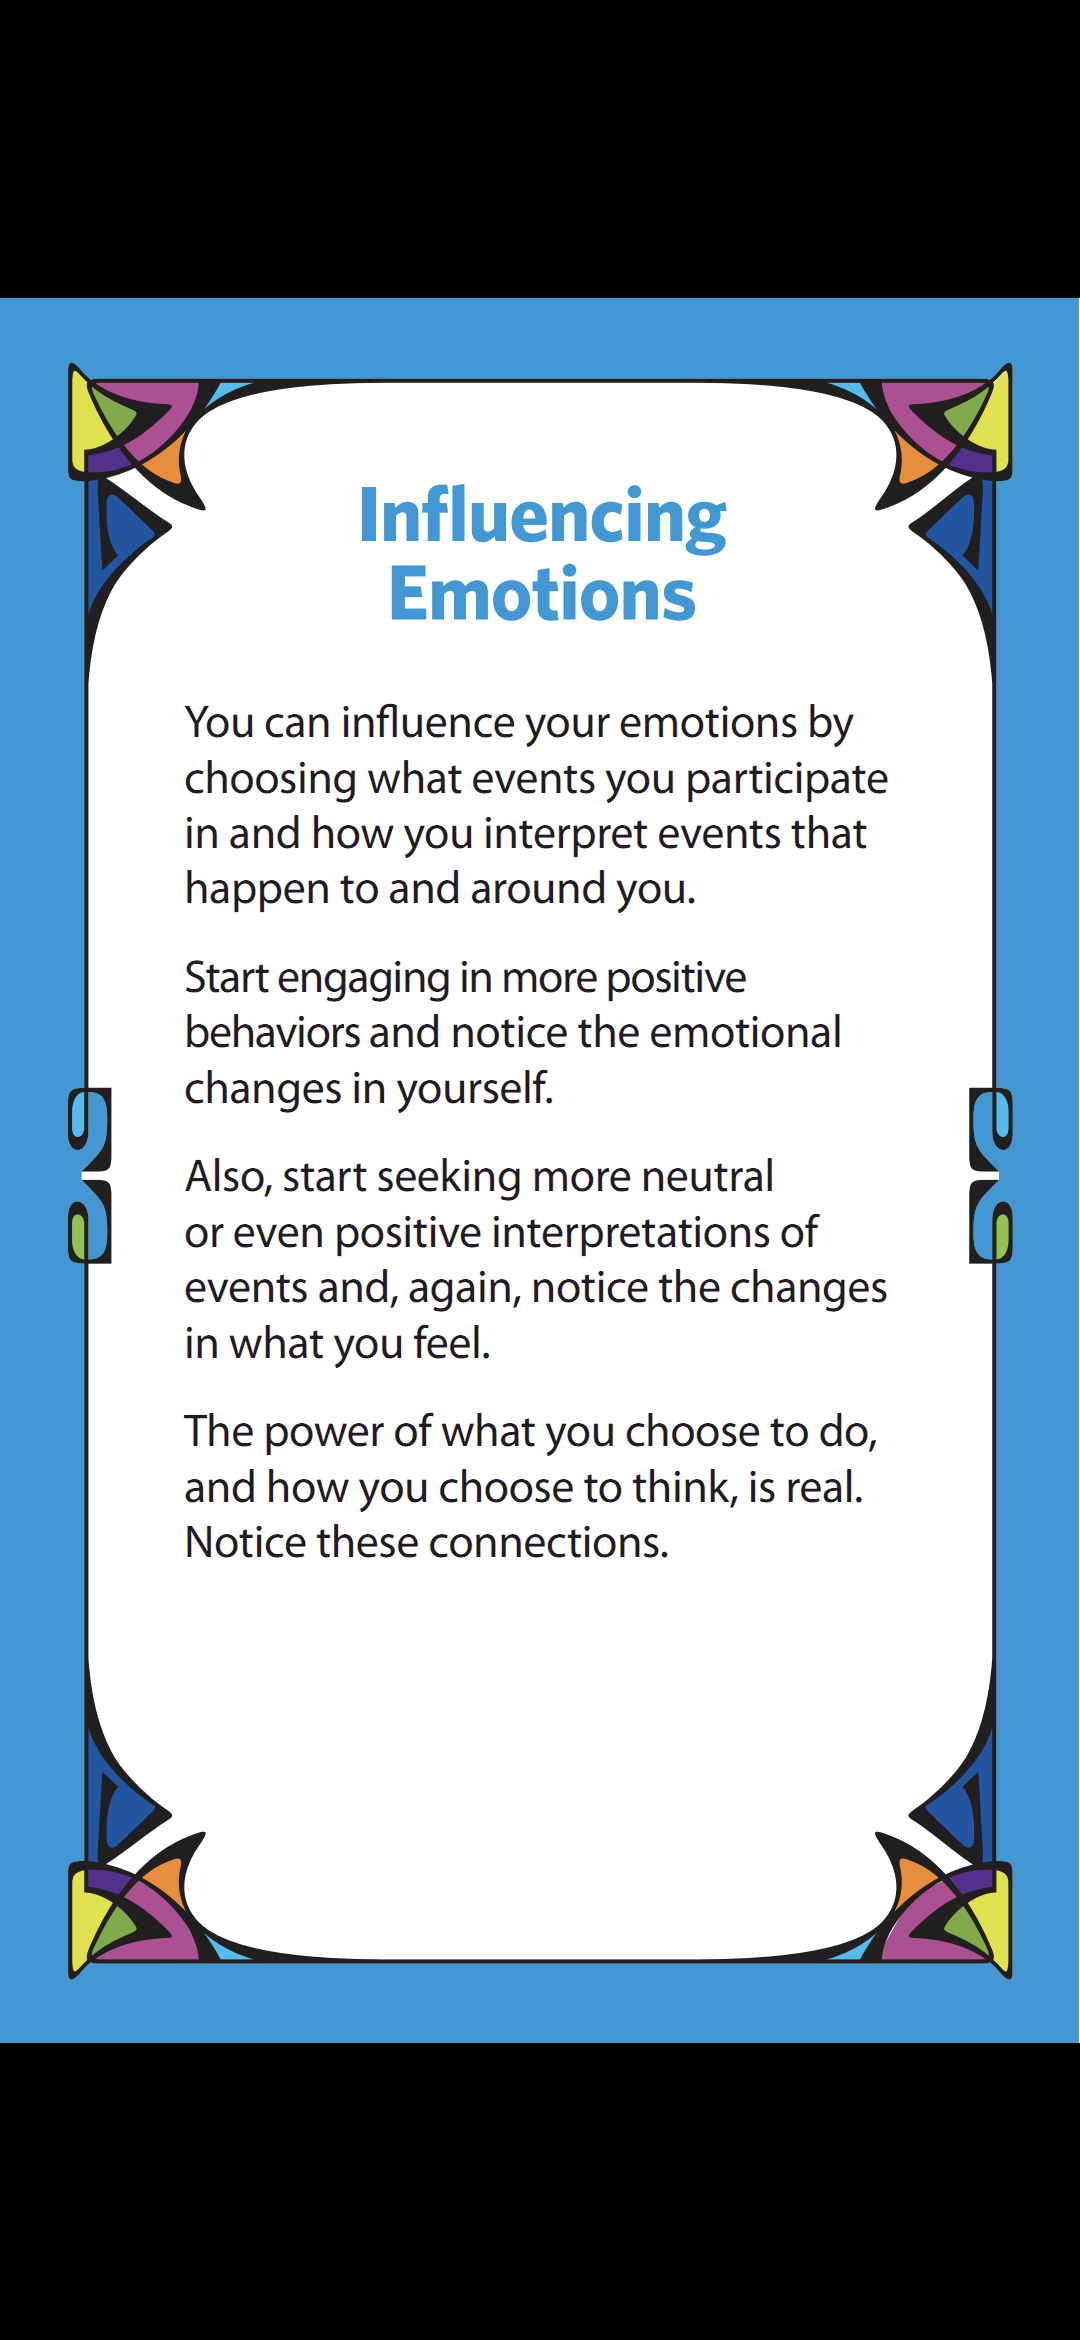 Influencing
Emotions
You can influence your emotions by
choosing what events you participate
in and how you interpret events that
happen to and around you.
Start engaging in more positive
behaviors and notice the emotional
changes in yourself.
Also, start seeking more neutral
or even positive interpretations of
events and, again, notice the changes
in what you feel.
The power of what you choose to do,
and how you choose to think, is real.
Notice these connections.